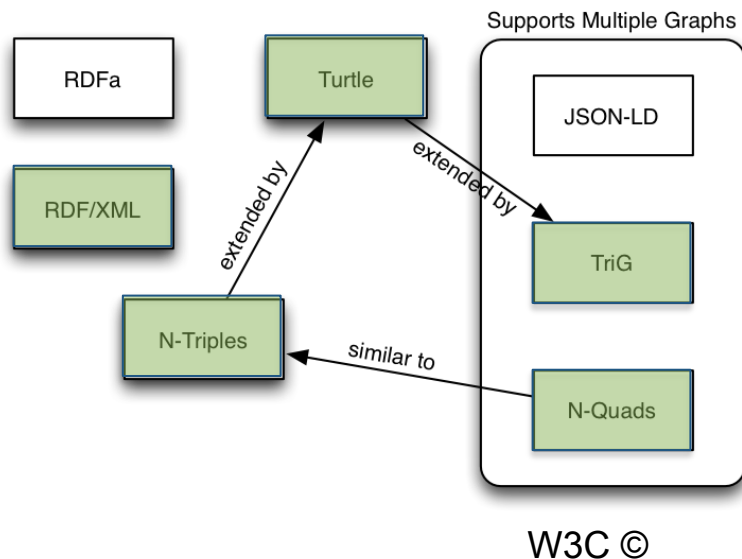 Supports Multiple Graphs
RDFa
Turtle
JSON-LD
extended by
extended by
RDF/XML
TriG
N-Triples
similar to
N-Quads
W3C ©